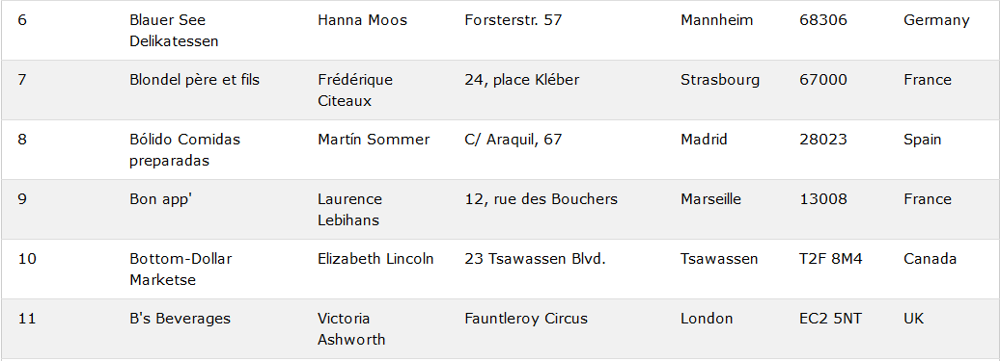 6 Blauer See Delikatessen Hanna Moos Forsterstr. 57 Mannheim 68306 Germany
7 Blondel père et fils Frédérique Citeaux 24, place Kléber Strasbourg 67000 France
8 Bólido Comidas preparadas Martín Sommer C/ Araquil, 67 Madrid 28023 Spain
9 Bon app' Laurence Lebihans 12, rue des Bouchers Marseille 13008 France
10 Bottom-Dollar Marketse Elizabeth Lincoln 23 Tsawassen Blvd. Tsawassen T2F 8M4 Canada
11 B's Beverages Victoria Ashworth Fauntleroy Circus London EC2 5NT UK